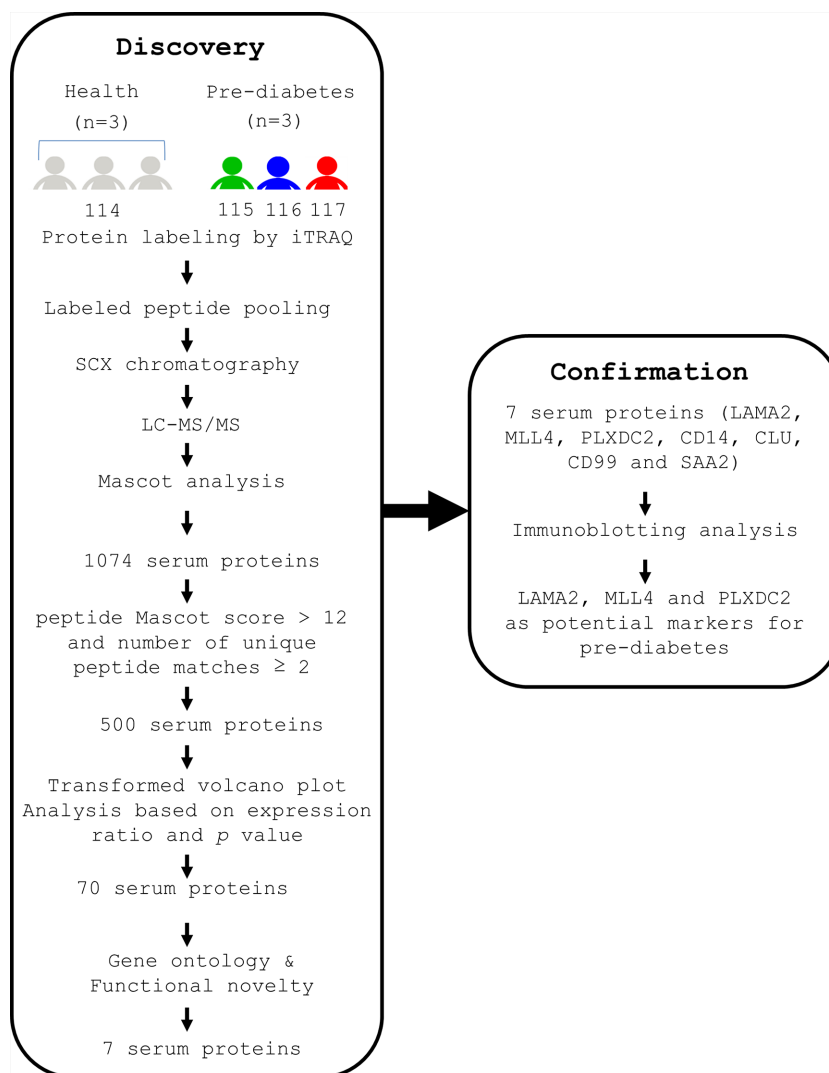 Discovery
Health
Pre-diabetes
(n=3)
(n=3)
114
115 116 117
Protein labeling by iTRAQ
Labeled peptide pooling
SCX chromatography
LC-MS/MS
Mascot analysis
1074 serum proteins
peptide Mascot score > 12
and number of unique
peptide matches ≥ 2
500 serum proteins
Transformed volcano plot
Analysis based on expression
ratio and p value
70 serum proteins
Gene ontology &
Functional novelty
7 serum proteins
Confirmation
7 serum proteins (LAMA2,
MLL4, PLXDC2, CD14, CLU,
CD99 and SAA2)
Immunoblotting analysis
LAMA2, MLL4 and PLXDC2
as potential markers for
pre-diabetes